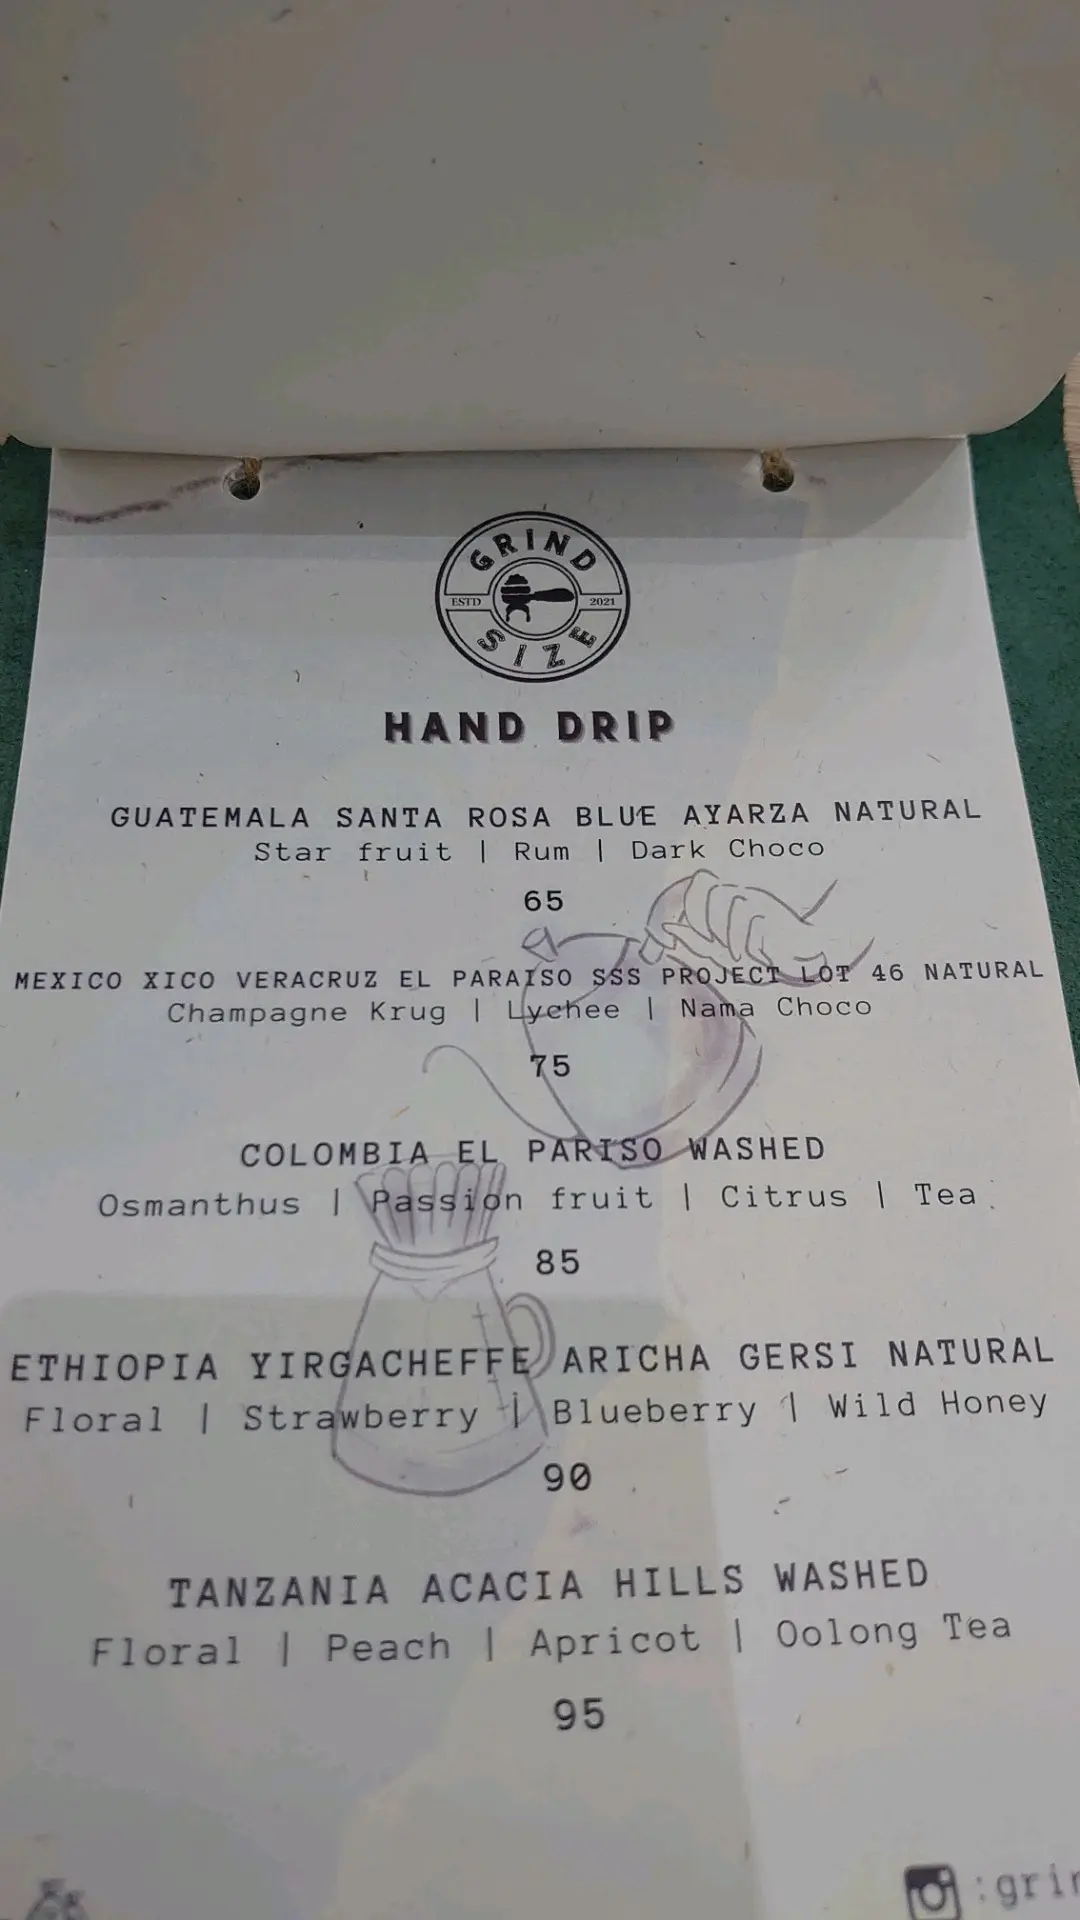 GRIND
ESTD 2021
SIZE
HAND DRIP
GUATEMALA SANTA ROSA BLUE AYARZA NATURAL
Star fruit | Rum | Dark Choco
65
MEXICO XICO VERACRUZ EL PARAISO SSS PROJECT LOT 46 NATURAL
Champagne Krug | Lychee | Nama Choco
75
COLOMBIA EL PARISO WASHED
Osmanthus | Passion fruit | Citrus | Tea
85
ETHIOPIA YIRGACHEFFE ARICHA GERSI NATURAL
Floral | Strawberry | Blueberry | Wild Honey
90
TANZANIA ACACIA HILLS WASHED
Floral | Peach | Apricot | Oolong Tea
95